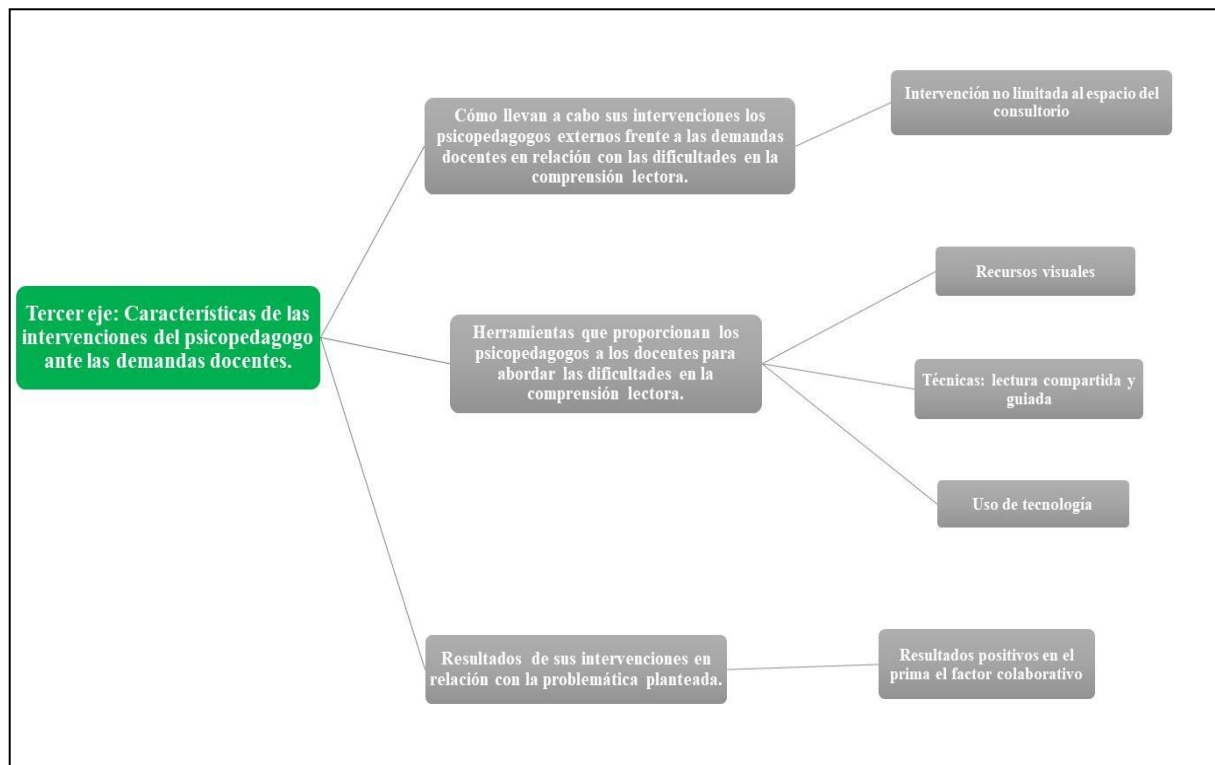 Tercer eje: Características de las
intervenciones del psicopedagogo
ante las demandas docentes.
Cómo llevan a cabo sus intervenciones los
psicopedagogos externos frente a las demandas
docentes en relación con las dificultades en la
comprensión lectora.
Intervención no limitada al espacio del
consultorio
Herramientas que proporcionan los
psicopedagogos a los docentes para
abordar las dificultades en la
comprensión lectora.
Recursos visuales
Técnicas: lectura compartida y
guiada
Uso de tecnología
Resultados de sus intervenciones en
relación con la problemática planteada.
Resultados positivos en el
prima el factor colaborativo